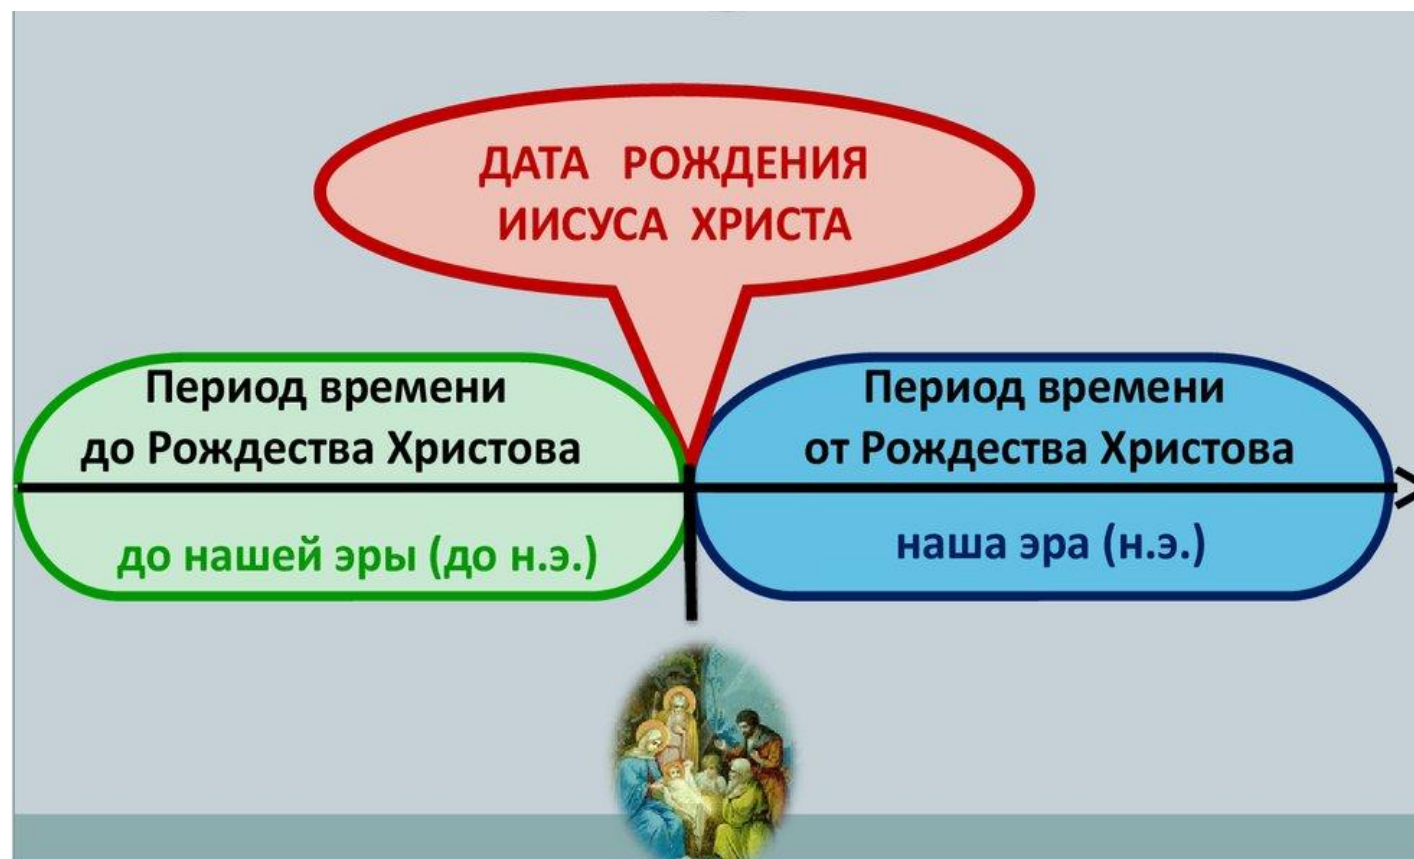 ДАТА РОЖДЕНИЯ
ИИСУСА ХРИСТА
Период времени
до Рождества Христова
до нашей эры (до н.э.)
Период времени
от Рождества Христова
наша эра (н.э.)